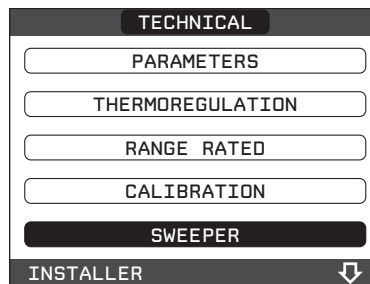 TECHNICAL
PARAMETERS
THERMOREGULATION
RANGE RATED
CALIBRATION
SWEEPER
INSTALLER